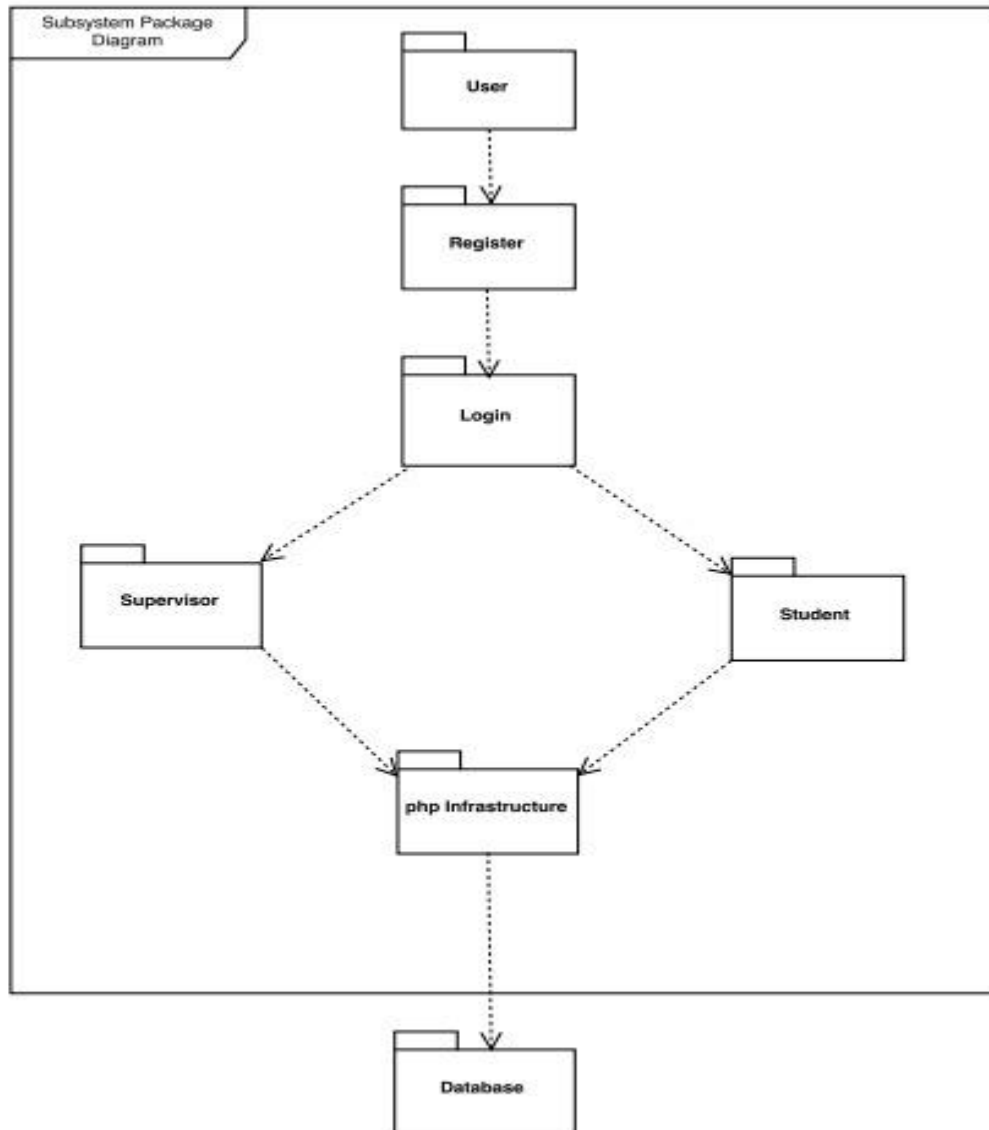 Subsystem Package
Diagram
User
Register
Login
Supervisor
Student
php Infrastructure
Database